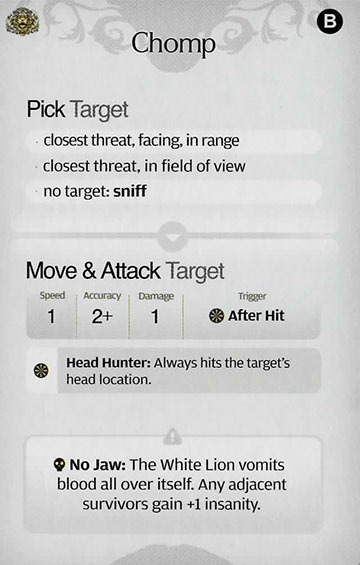 B
Chomp
Pick Target
· closest threat, facing, in range
· closest threat, in field of view
· no target: sniff
Move & Attack Target
Speed Accuracy Damage Trigger
1 2+ 1 After Hit
Head Hunter: Always hits the target's
head location.
No Jaw: The White Lion vomits
blood all over itself. Any adjacent
survivors gain +1 insanity.